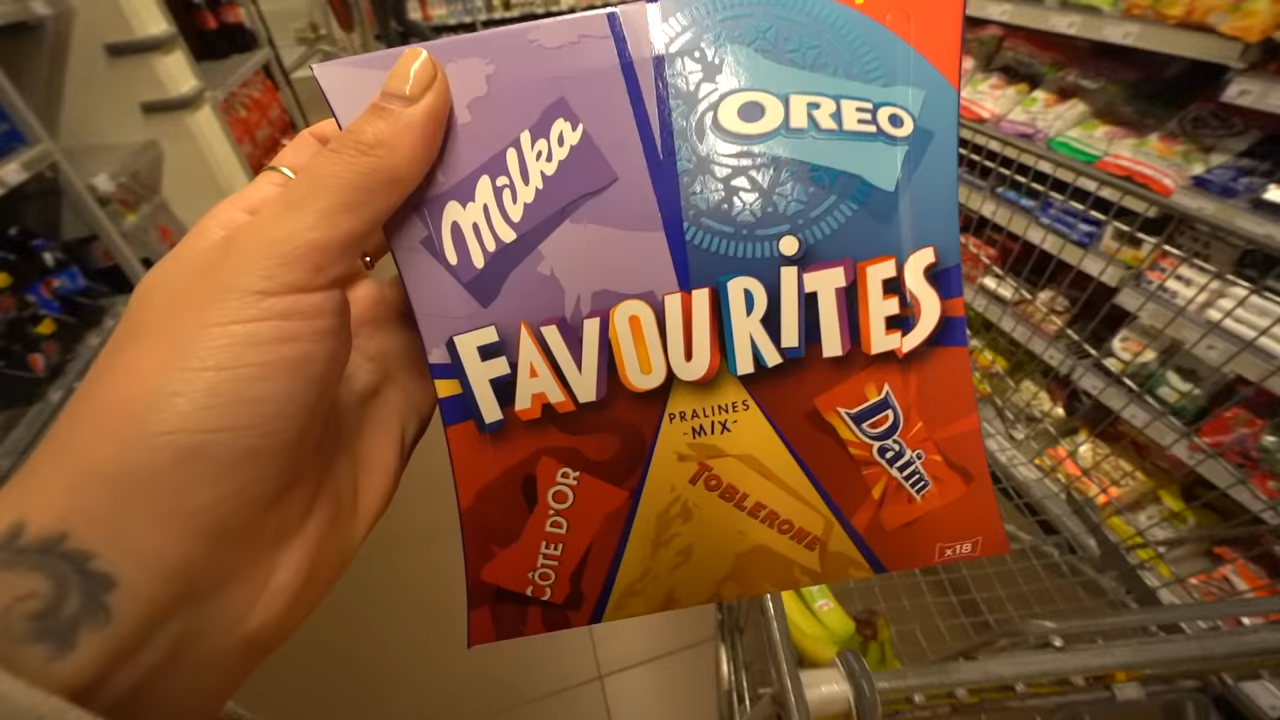 Milka
OREO
FAVOURITES
PRALINES
-MIX-
CÔTE D'OR
TOBLERONE
Daim
x18